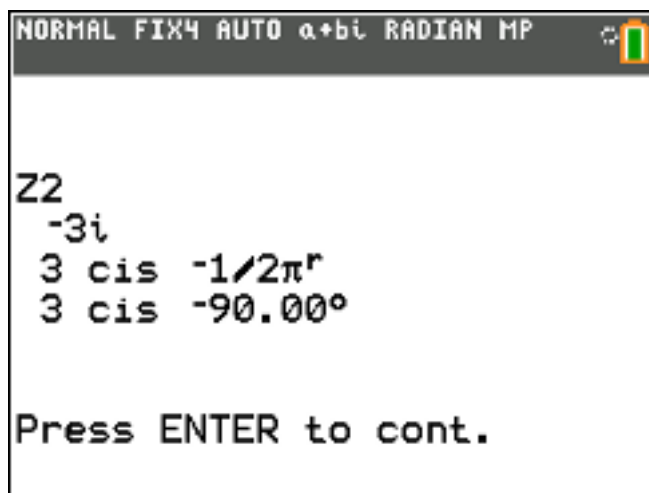 NORMAL FIX4 AUTO a+bi RADIAN MP
Z2
⁻3i
3 cis ⁻1/2πʳ
3 cis ⁻90.00°
Press ENTER to cont.